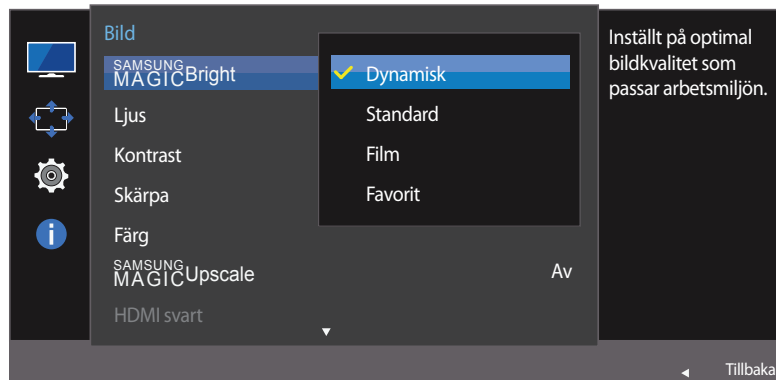 Bild
SAMSUNG
MAGICBright
Ljus
Kontrast
Skärpa
Färg
SAMSUNG
MAGICUpscale
Av
HDMI svart
Dynamisk
Standard
Film
Favorit
Inställt på optimal
bildkvalitet som
passar arbetsmiljön.
Tillbaka